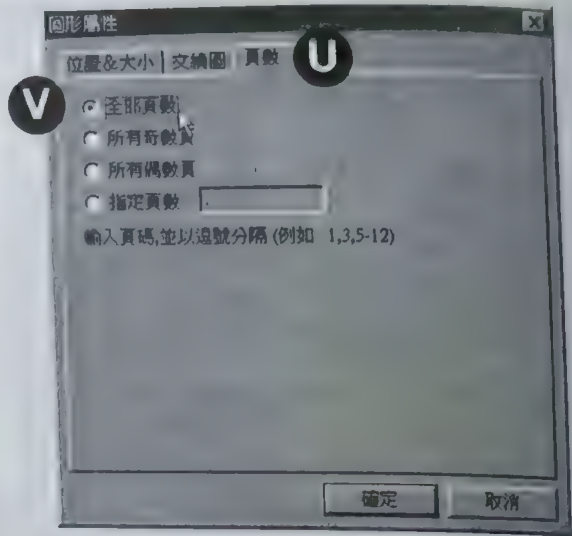 圖形屬性
位置&大小 文繞圖 頁數 U
V 全部頁數
所有奇數頁
所有偶數頁
指定頁數
輸入頁碼,並以逗號分隔 (例如 1,3,5-12)
確定 取消